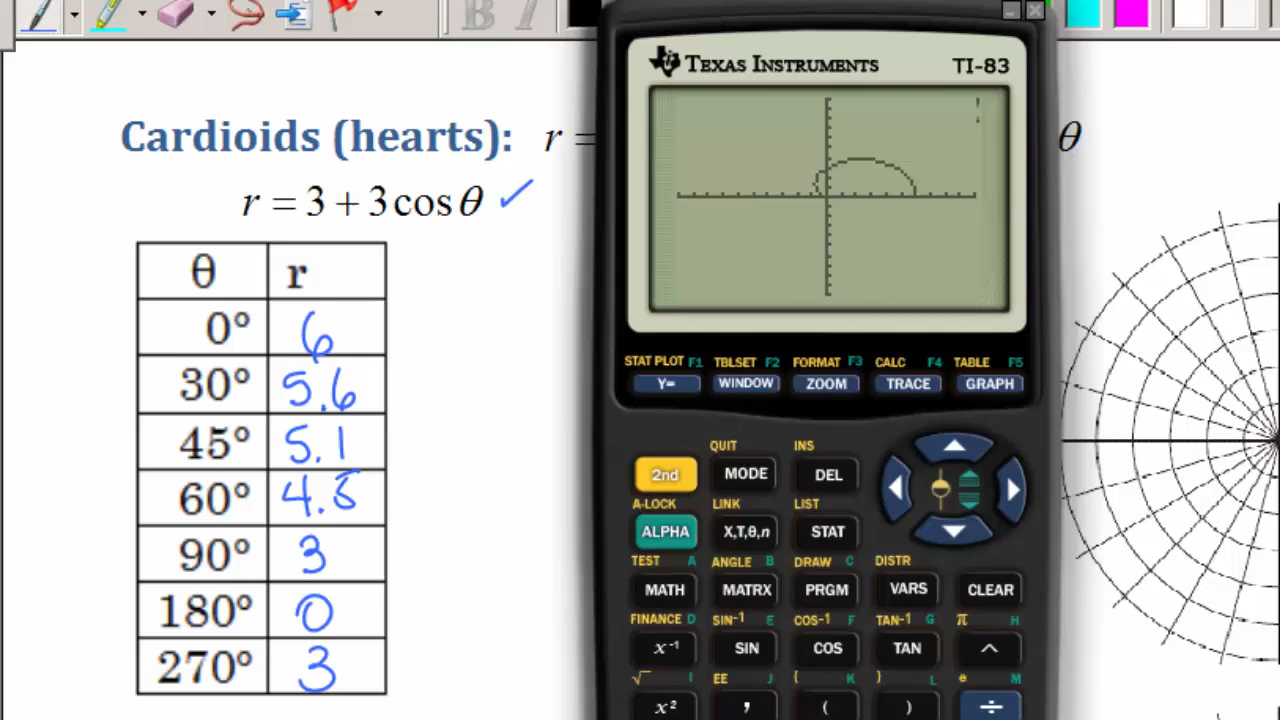 B I
Cardioids (hearts): r =
θ
r = 3 + 3 cos θ ✓
θ r
0° 6
30° 5.6
45° 5.1
60° 4.5
90° 3
180° 0
270° 3
TEXAS INSTRUMENTS TI-83
STAT PLOT F1 TBLSET F2 FORMAT F3 CALC F4 TABLE F5
Y= WINDOW ZOOM TRACE GRAPH
QUIT INS
2nd MODE DEL
A-LOCK LINK LIST
ALPHA X,T,θ,n STAT
TEST A ANGLE B DRAW C DISTR
MATH MATRX PRGM VARS CLEAR
FINANCE D SIN⁻¹ E COS⁻¹ F TAN⁻¹ G π H
x⁻¹ SIN COS TAN ^
√ I EE J { K } L e M
x² , ( ) ÷